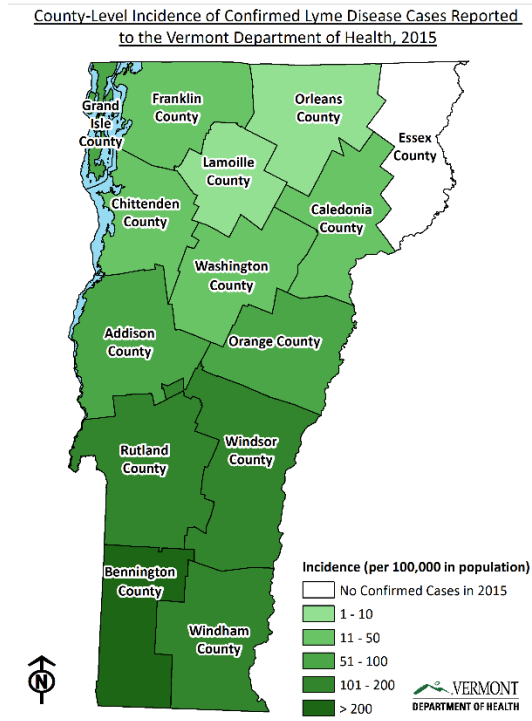 County-Level Incidence of Confirmed Lyme Disease Cases Reported
to the Vermont Department of Health, 2015
Grand
Isle
County
Franklin
County
Orleans
County
Essex
County
Lamoille
County
Chittenden
County
Caledonia
County
Washington
County
Addison
County
Orange County
Rutland
County
Windsor
County
Bennington
County
Windham
County
Incidence (per 100,000 in population)
No Confirmed Cases in 2015
1 - 10
11 - 50
51 - 100
101 - 200
> 200
N
VERMONT
DEPARTMENT OF HEALTH